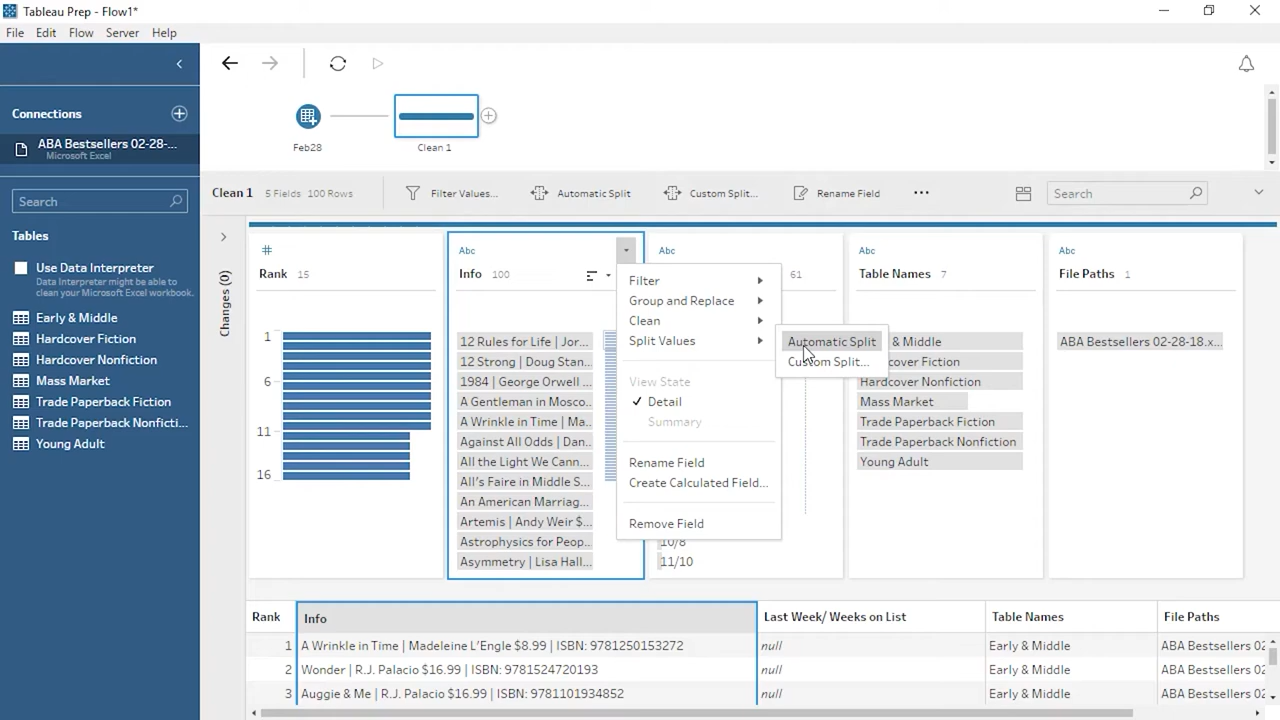 Tableau Prep - Flow1*
File Edit Flow Server Help
Connections
ABA Bestsellers 02-28-...
Microsoft Excel
Search
Tables
Use Data Interpreter
Data Interpreter might be able to
clean your Microsoft Excel workbook.
Early & Middle
Hardcover Fiction
Hardcover Nonfiction
Mass Market
Trade Paperback Fiction
Trade Paperback Nonficti...
Young Adult
Feb28
Clean 1
Clean 1 5 Fields 100 Rows Filter Values... Automatic Split Custom Split... Rename Field ... Search
Changes (0)
#
Rank 15
1
6
11
16
Abc
Info 100
12 Rules for Life | Jor...
12 Strong | Doug Stan...
1984 | George Orwell ...
A Gentleman in Mosco...
A Wrinkle in Time | Ma...
Against All Odds | Dan...
All the Light We Cann...
All's Faire in Middle S...
An American Marriag...
Artemis | Andy Weir $...
Astrophysics for Peop...
Asymmetry | Lisa Hall...
Abc
61
10/8
11/10
Filter
Group and Replace
Clean
Split Values
View State
Detail
Summary
Rename Field
Create Calculated Field...
Remove Field
Automatic Split
Custom Split...
Abc
Table Names 7
& Middle
cover Fiction
Hardcover Nonfiction
Mass Market
Trade Paperback Fiction
Trade Paperback Nonfiction
Young Adult
Abc
File Paths 1
ABA Bestsellers 02-28-18.x...
Rank Info Last Week/ Weeks on List Table Names File Paths
1 A Wrinkle in Time | Madeleine L'Engle $8.99 | ISBN: 9781250153272 null Early & Middle ABA Bestsellers 02
2 Wonder | R.J. Palacio $16.99 | ISBN: 9781524720193 null Early & Middle ABA Bestsellers 02
3 Auggie & Me | R.J. Palacio $16.99 | ISBN: 9781101934852 null Early & Middle ABA Bestsellers 02